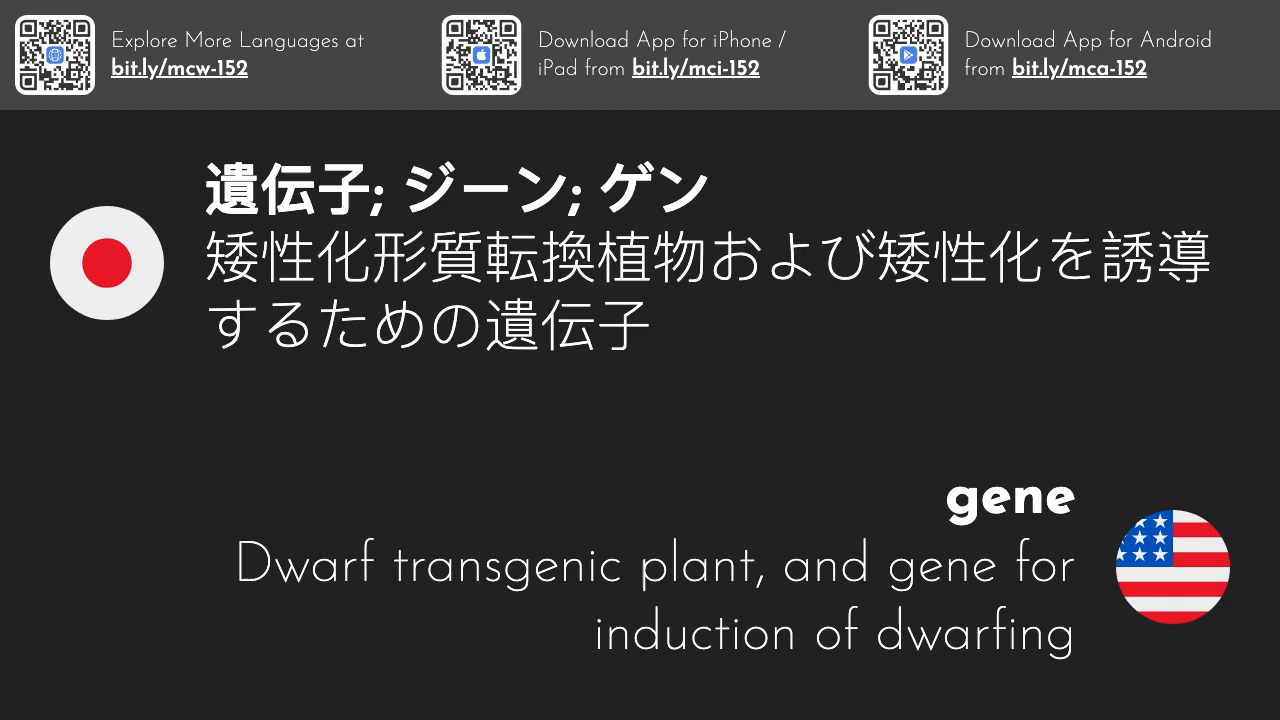 Explore More Languages at
bit.ly/mcw-152
Download App for iPhone /
iPad from bit.ly/mci-152
Download App for Android
from bit.ly/mca-152
遺伝子; ジーン; ゲン
矮性化形質転換植物および矮性化を誘導
するための遺伝子
gene
Dwarf transgenic plant, and gene for
induction of dwarfing